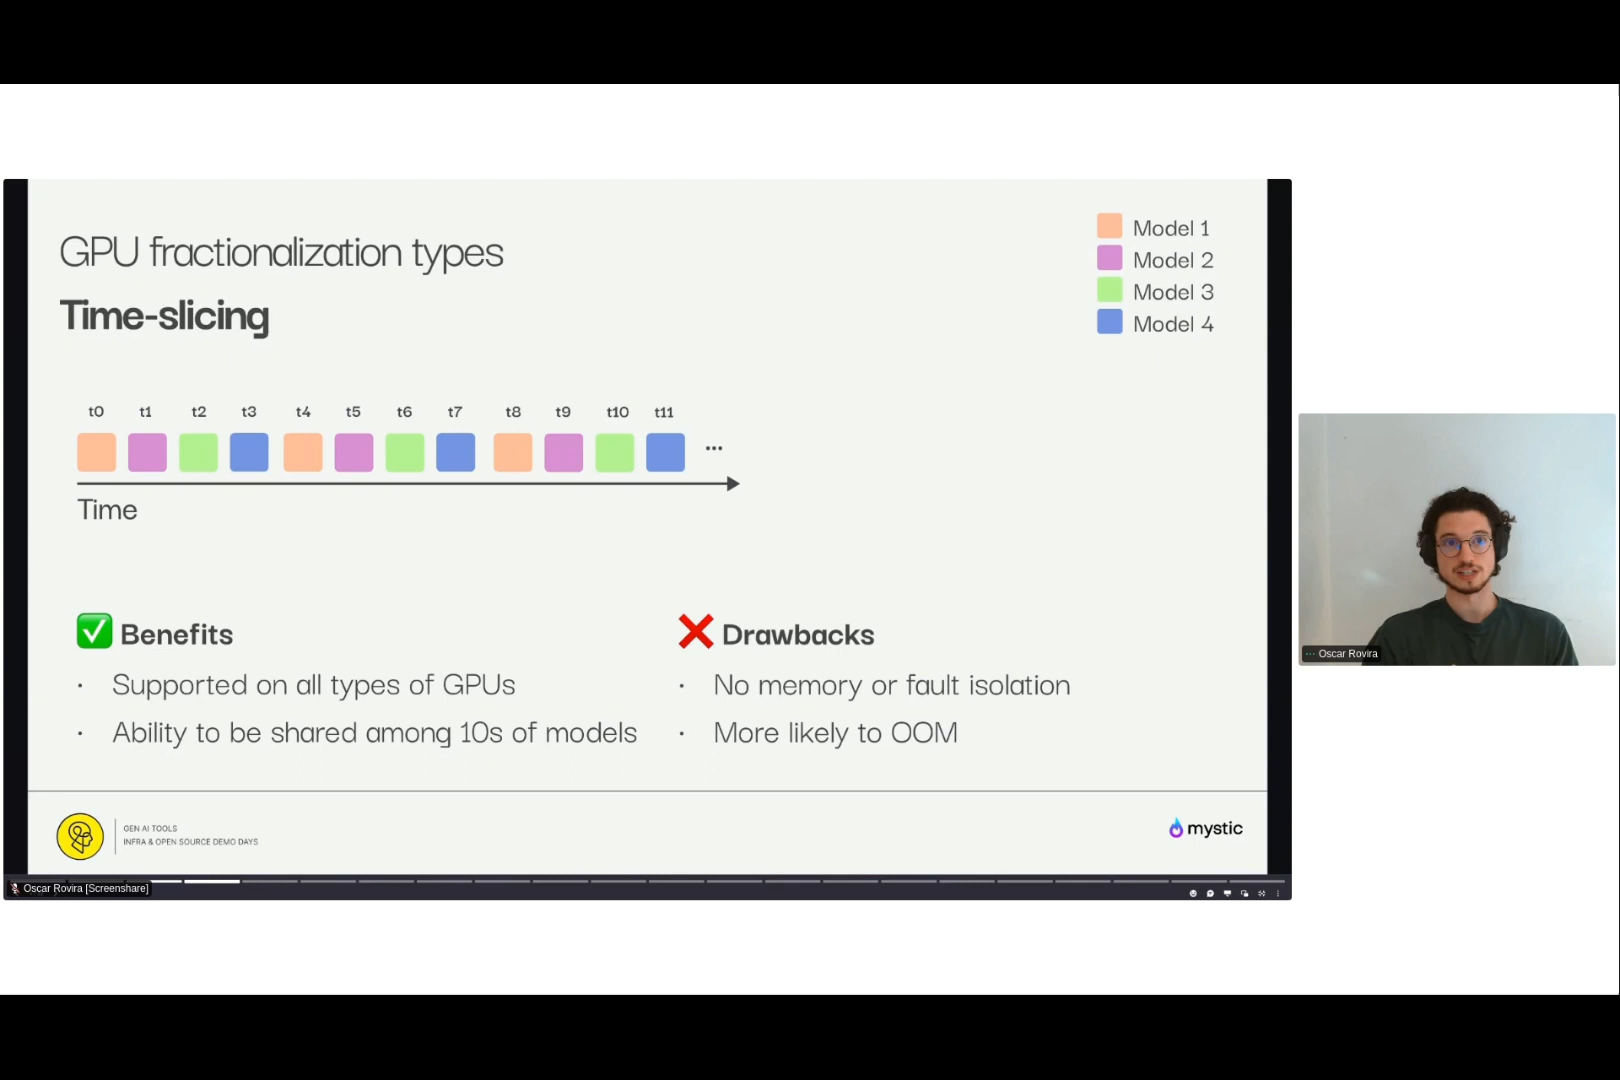 GPU fractionalization types
Time-slicing
Model 1
Model 2
Model 3
Model 4
t0 t1 t2 t3 t4 t5 t6 t7 t8 t9 t10 t11
...
Time
✅ Benefits
· Supported on all types of GPUs
· Ability to be shared among 10s of models
❌ Drawbacks
· No memory or fault isolation
· More likely to OOM
GEN AI TOOLS
INFRA & OPEN SOURCE DEMO DAYS
mystic
Oscar Rovira [Screenshare]
Oscar Rovira